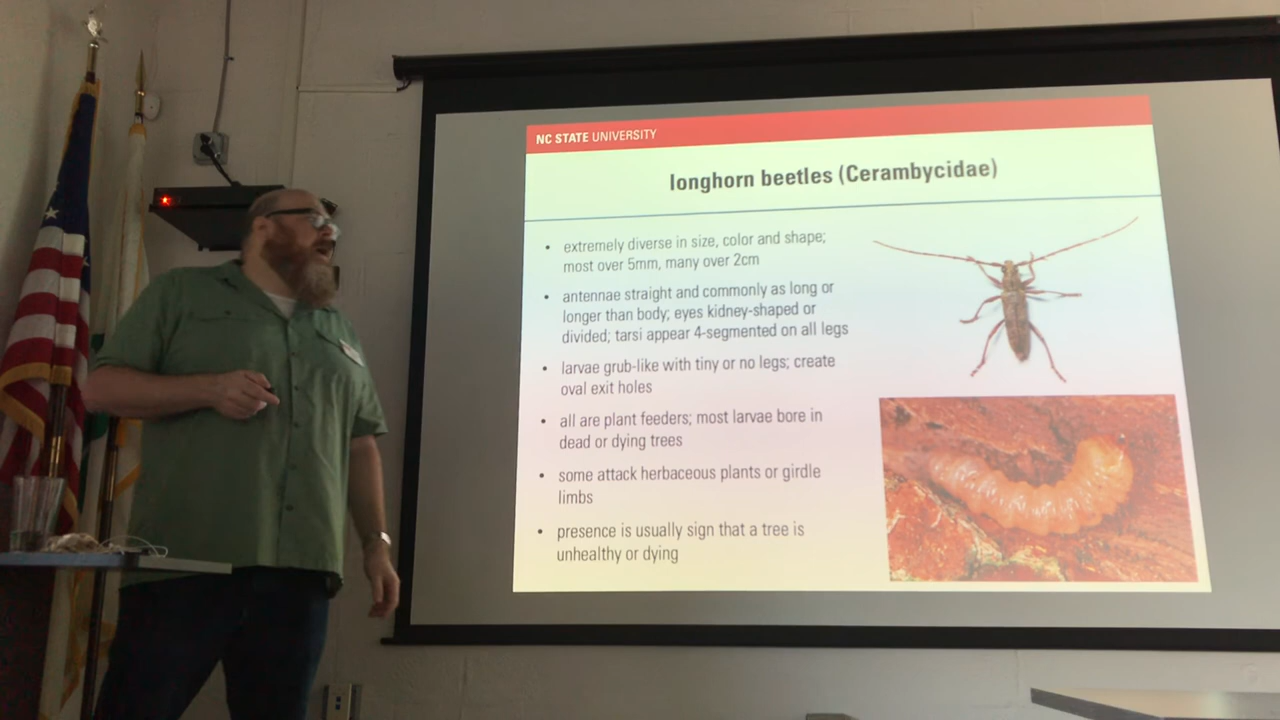 NC STATE UNIVERSITY
longhorn beetles (Cerambycidae)
• extremely diverse in size, color and shape;
most over 5mm, many over 2cm
• antennae straight and commonly as long or
longer than body; eyes kidney-shaped or
divided; tarsi appear 4-segmented on all legs
• larvae grub-like with tiny or no legs; create
oval exit holes
• all are plant feeders; most larvae bore in
dead or dying trees
• some attack herbaceous plants or girdle
limbs
• presence is usually sign that a tree is
unhealthy or dying